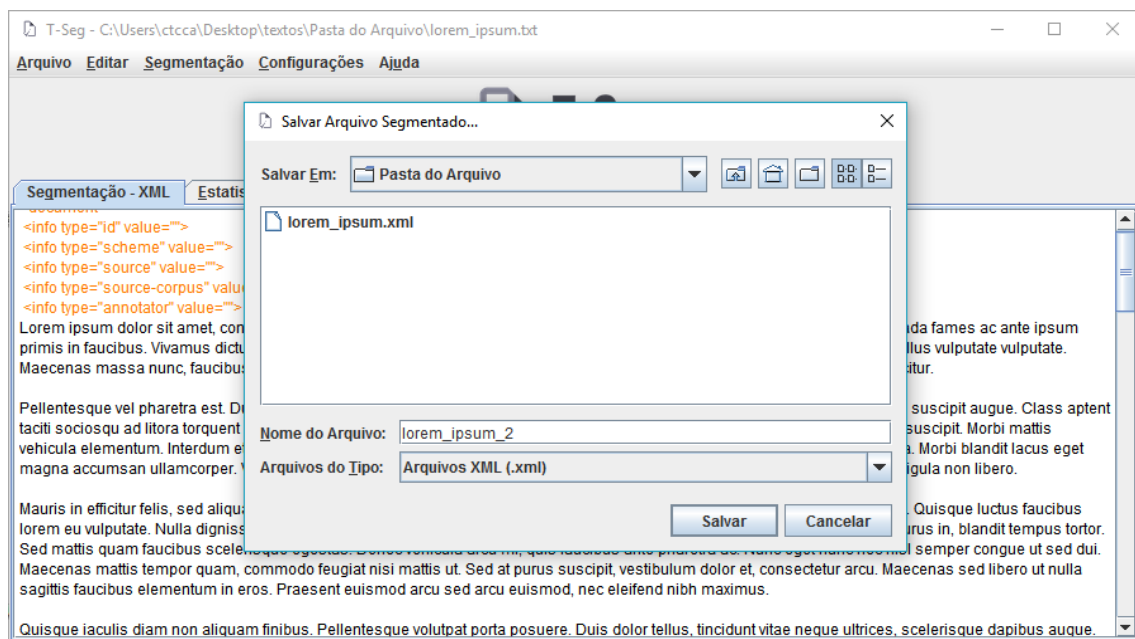 T-Seg - C:\Users\ctcca\Desktop\textos\Pasta do Arquivo\lorem_ipsum.txt
Arquivo Editar Segmentação Configurações Ajuda
Salvar Arquivo Segmentado...
Salvar Em: Pasta do Arquivo
lorem_ipsum.xml
Nome do Arquivo: lorem_ipsum_2
Arquivos do Tipo: Arquivos XML (.xml)
Salvar Cancelar
Segmentação - XML Estatis
<info type="id" value="">
<info type="scheme" value="">
<info type="source" value="">
<info type="source-corpus" valu
<info type="annotator" value="">
Lorem ipsum dolor sit amet, con da fames ac ante ipsum
primis in faucibus. Vivamus dictu llus vulputate vulputate.
Maecenas massa nunc, faucibus itur.
Pellentesque vel pharetra est. Du suscipit augue. Class aptent
taciti sociosqu ad litora torquent suscipit. Morbi mattis
vehicula elementum. Interdum et . Morbi blandit lacus eget
magna accumsan ullamcorper. igula non libero.
Mauris in efficitur felis, sed aliqua . Quisque luctus faucibus
lorem eu vulputate. Nulla digniss urus in, blandit tempus tortor.
Sed mattis quam faucibus semper congue ut sed dui.
Maecenas mattis tempor quam, commodo feugiat nisi mattis ut. Sed at purus suscipit, vestibulum dolor et, consectetur arcu. Maecenas sed libero ut nulla
sagittis faucibus elementum in eros. Praesent euismod arcu sed arcu euismod, nec eleifend nibh maximus.
Quisque iaculis diam non aliquam finibus. Pellentesque volutpat porta posuere. Duis dolor tellus, tincidunt vitae neque ultrices, scelerisque dapibus augue.